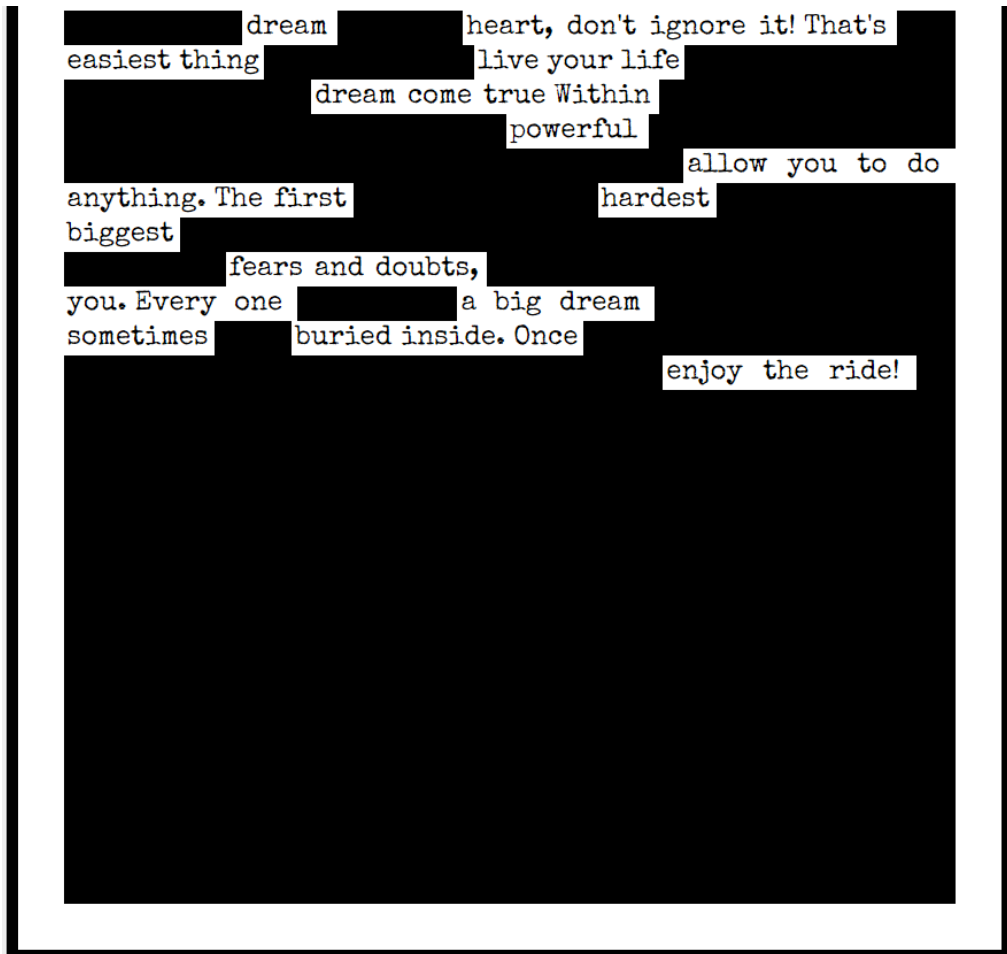 dream heart, don't ignore it! That's
easiest thing live your life
dream come true Within
powerful
allow you to do
anything. The first hardest
biggest
fears and doubts,
you. Every one a big dream
sometimes buried inside. Once
enjoy the ride!